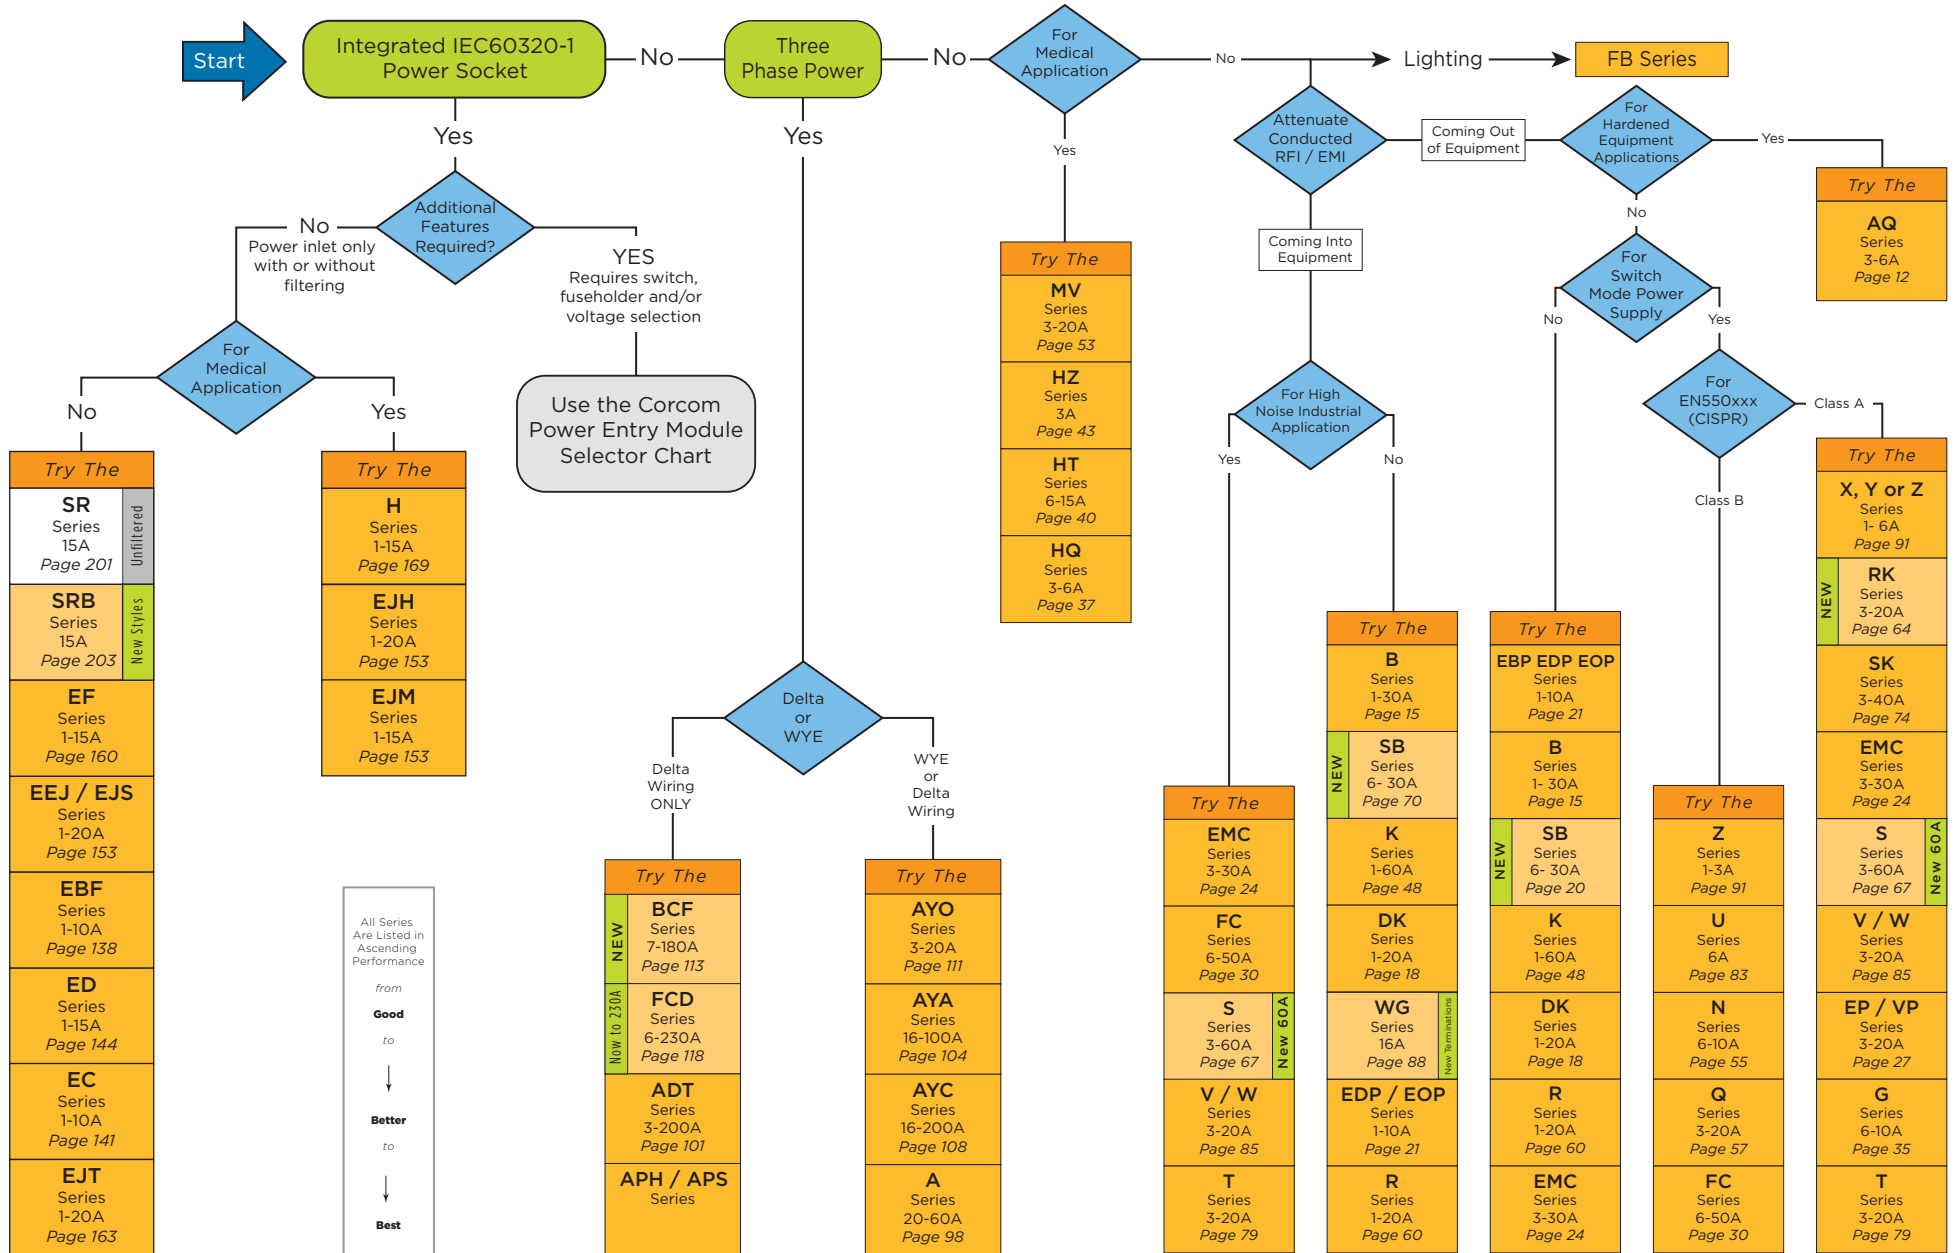 Start
Integrated IEC60320-1
Power Socket
No
Three
Phase Power
No
For
Medical
Application
No
Lighting
FB Series
Yes
Yes
Yes
Attenuate
Conducted
RFI / EMI
Coming Out
of Equipment
For
Hardened
Equipment
Applications
Yes
Try The
AQ
Series
3-6A
Page 12
Additional
Features
Required?
No
Power inlet only
with or without
filtering
YES
Requires switch,
fuseholder and/or
voltage selection
Use the Corcom
Power Entry Module
Selector Chart
For
Medical
Application
No
Yes
Try The
SR
Series
15A
Page 201
Unfiltered
SRB
Series
15A
Page 203
New Styles
EF
Series
1-15A
Page 160
EEJ / EJS
Series
1-20A
Page 153
EBF
Series
1-10A
Page 138
ED
Series
1-15A
Page 144
EC
Series
1-10A
Page 141
EJT
Series
1-20A
Page 163
Try The
H
Series
1-15A
Page 169
EJH
Series
1-20A
Page 153
EJM
Series
1-15A
Page 153
All Series
Are Listed in
Ascending
Performance
from
Good
to
Better
to
Best
Delta
or
WYE
Delta
Wiring
ONLY
WYE
or
Delta
Wiring
Try The
NEW
BCF
Series
7-180A
Page 113
Now to 230A
FCD
Series
6-230A
Page 118
ADT
Series
3-200A
Page 101
APH / APS
Series
Try The
AYO
Series
3-20A
Page 111
AYA
Series
16-100A
Page 104
AYC
Series
16-200A
Page 108
A
Series
20-60A
Page 98
Try The
MV
Series
3-20A
Page 53
HZ
Series
3A
Page 43
HT
Series
6-15A
Page 40
HQ
Series
3-6A
Page 37
Coming Into
Equipment
For High
Noise Industrial
Application
Yes
No
Try The
EMC
Series
3-30A
Page 24
FC
Series
6-50A
Page 30
S
Series
3-60A
Page 67
New 60A
V / W
Series
3-20A
Page 85
T
Series
3-20A
Page 79
Try The
B
Series
1-30A
Page 15
NEW
SB
Series
6- 30A
Page 70
K
Series
1-60A
Page 48
DK
Series
1-20A
Page 18
WG
Series
16A
Page 88
New Terminations
EDP / EOP
Series
1-10A
Page 21
R
Series
1-20A
Page 60
No
For
Switch
Mode Power
Supply
No
Yes
Try The
EBP EDP EOP
Series
1-10A
Page 21
B
Series
1- 30A
Page 15
NEW
SB
Series
6- 30A
Page 20
K
Series
1-60A
Page 48
DK
Series
1-20A
Page 18
R
Series
1-20A
Page 60
EMC
Series
3-30A
Page 24
For
EN550xxx
(CISPR)
Class A
Class B
Try The
Z
Series
1-3A
Page 91
U
Series
6A
Page 83
N
Series
6-10A
Page 55
Q
Series
3-20A
Page 57
FC
Series
6-50A
Page 30
Try The
X, Y or Z
Series
1- 6A
Page 91
NEW
RK
Series
3-20A
Page 64
SK
Series
3-40A
Page 74
EMC
Series
3-30A
Page 24
S
Series
3-60A
Page 67
New 60A
V / W
Series
3-20A
Page 85
EP / VP
Series
3-20A
Page 27
G
Series
6-10A
Page 35
T
Series
3-20A
Page 79